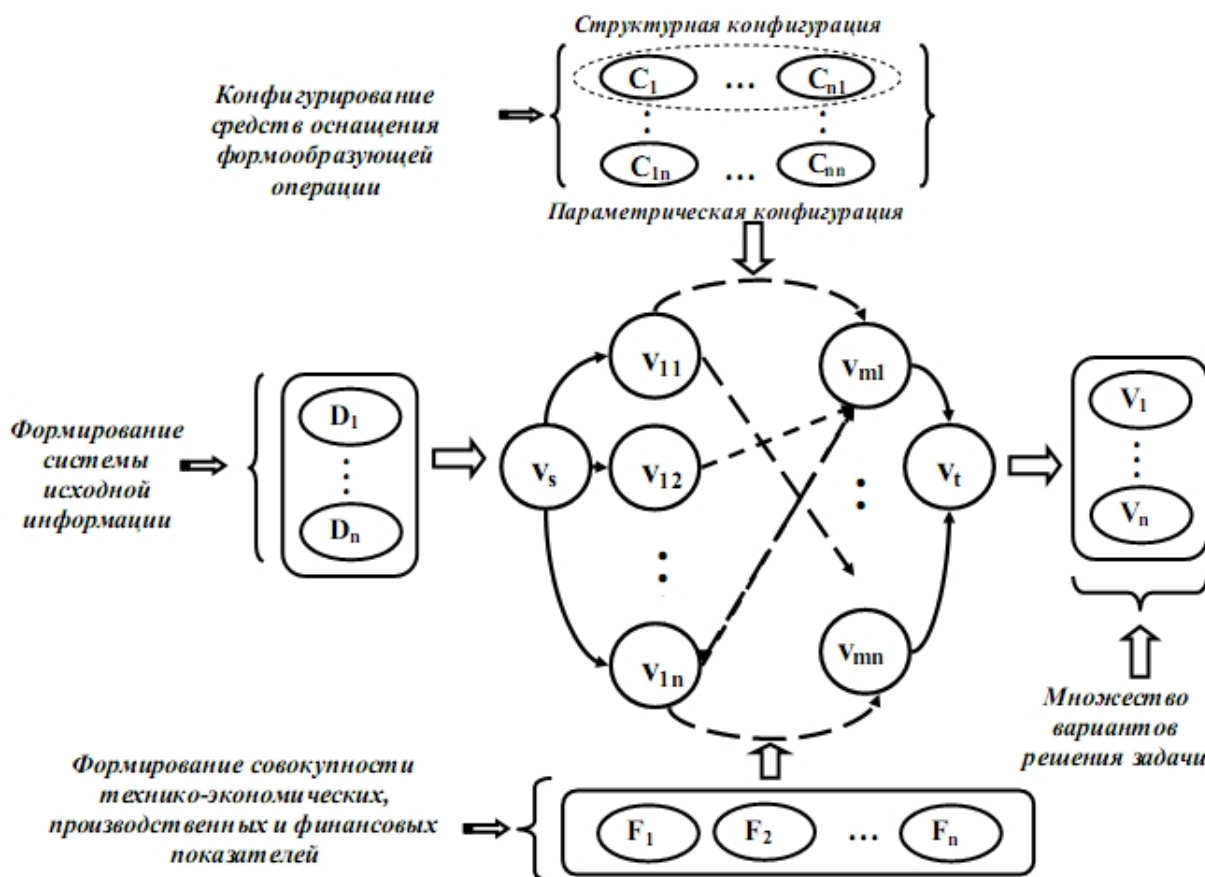 Структурная конфигурация
C1 ... Cn1
Конфигурирование
средств оснащения
формообразующей
операции
C1n ... Cnn
Параметрическая конфигурация
v11
vm1
Формирование
системы
исходной
информации
D1
Dn
vs
v12
vt
V1
Vn
v1n
vmn
Множество
вариантов
решения задачи
Формирование совокупности
технико-экономических,
производственных и финансовых
показателей
F1 F2 ... Fn